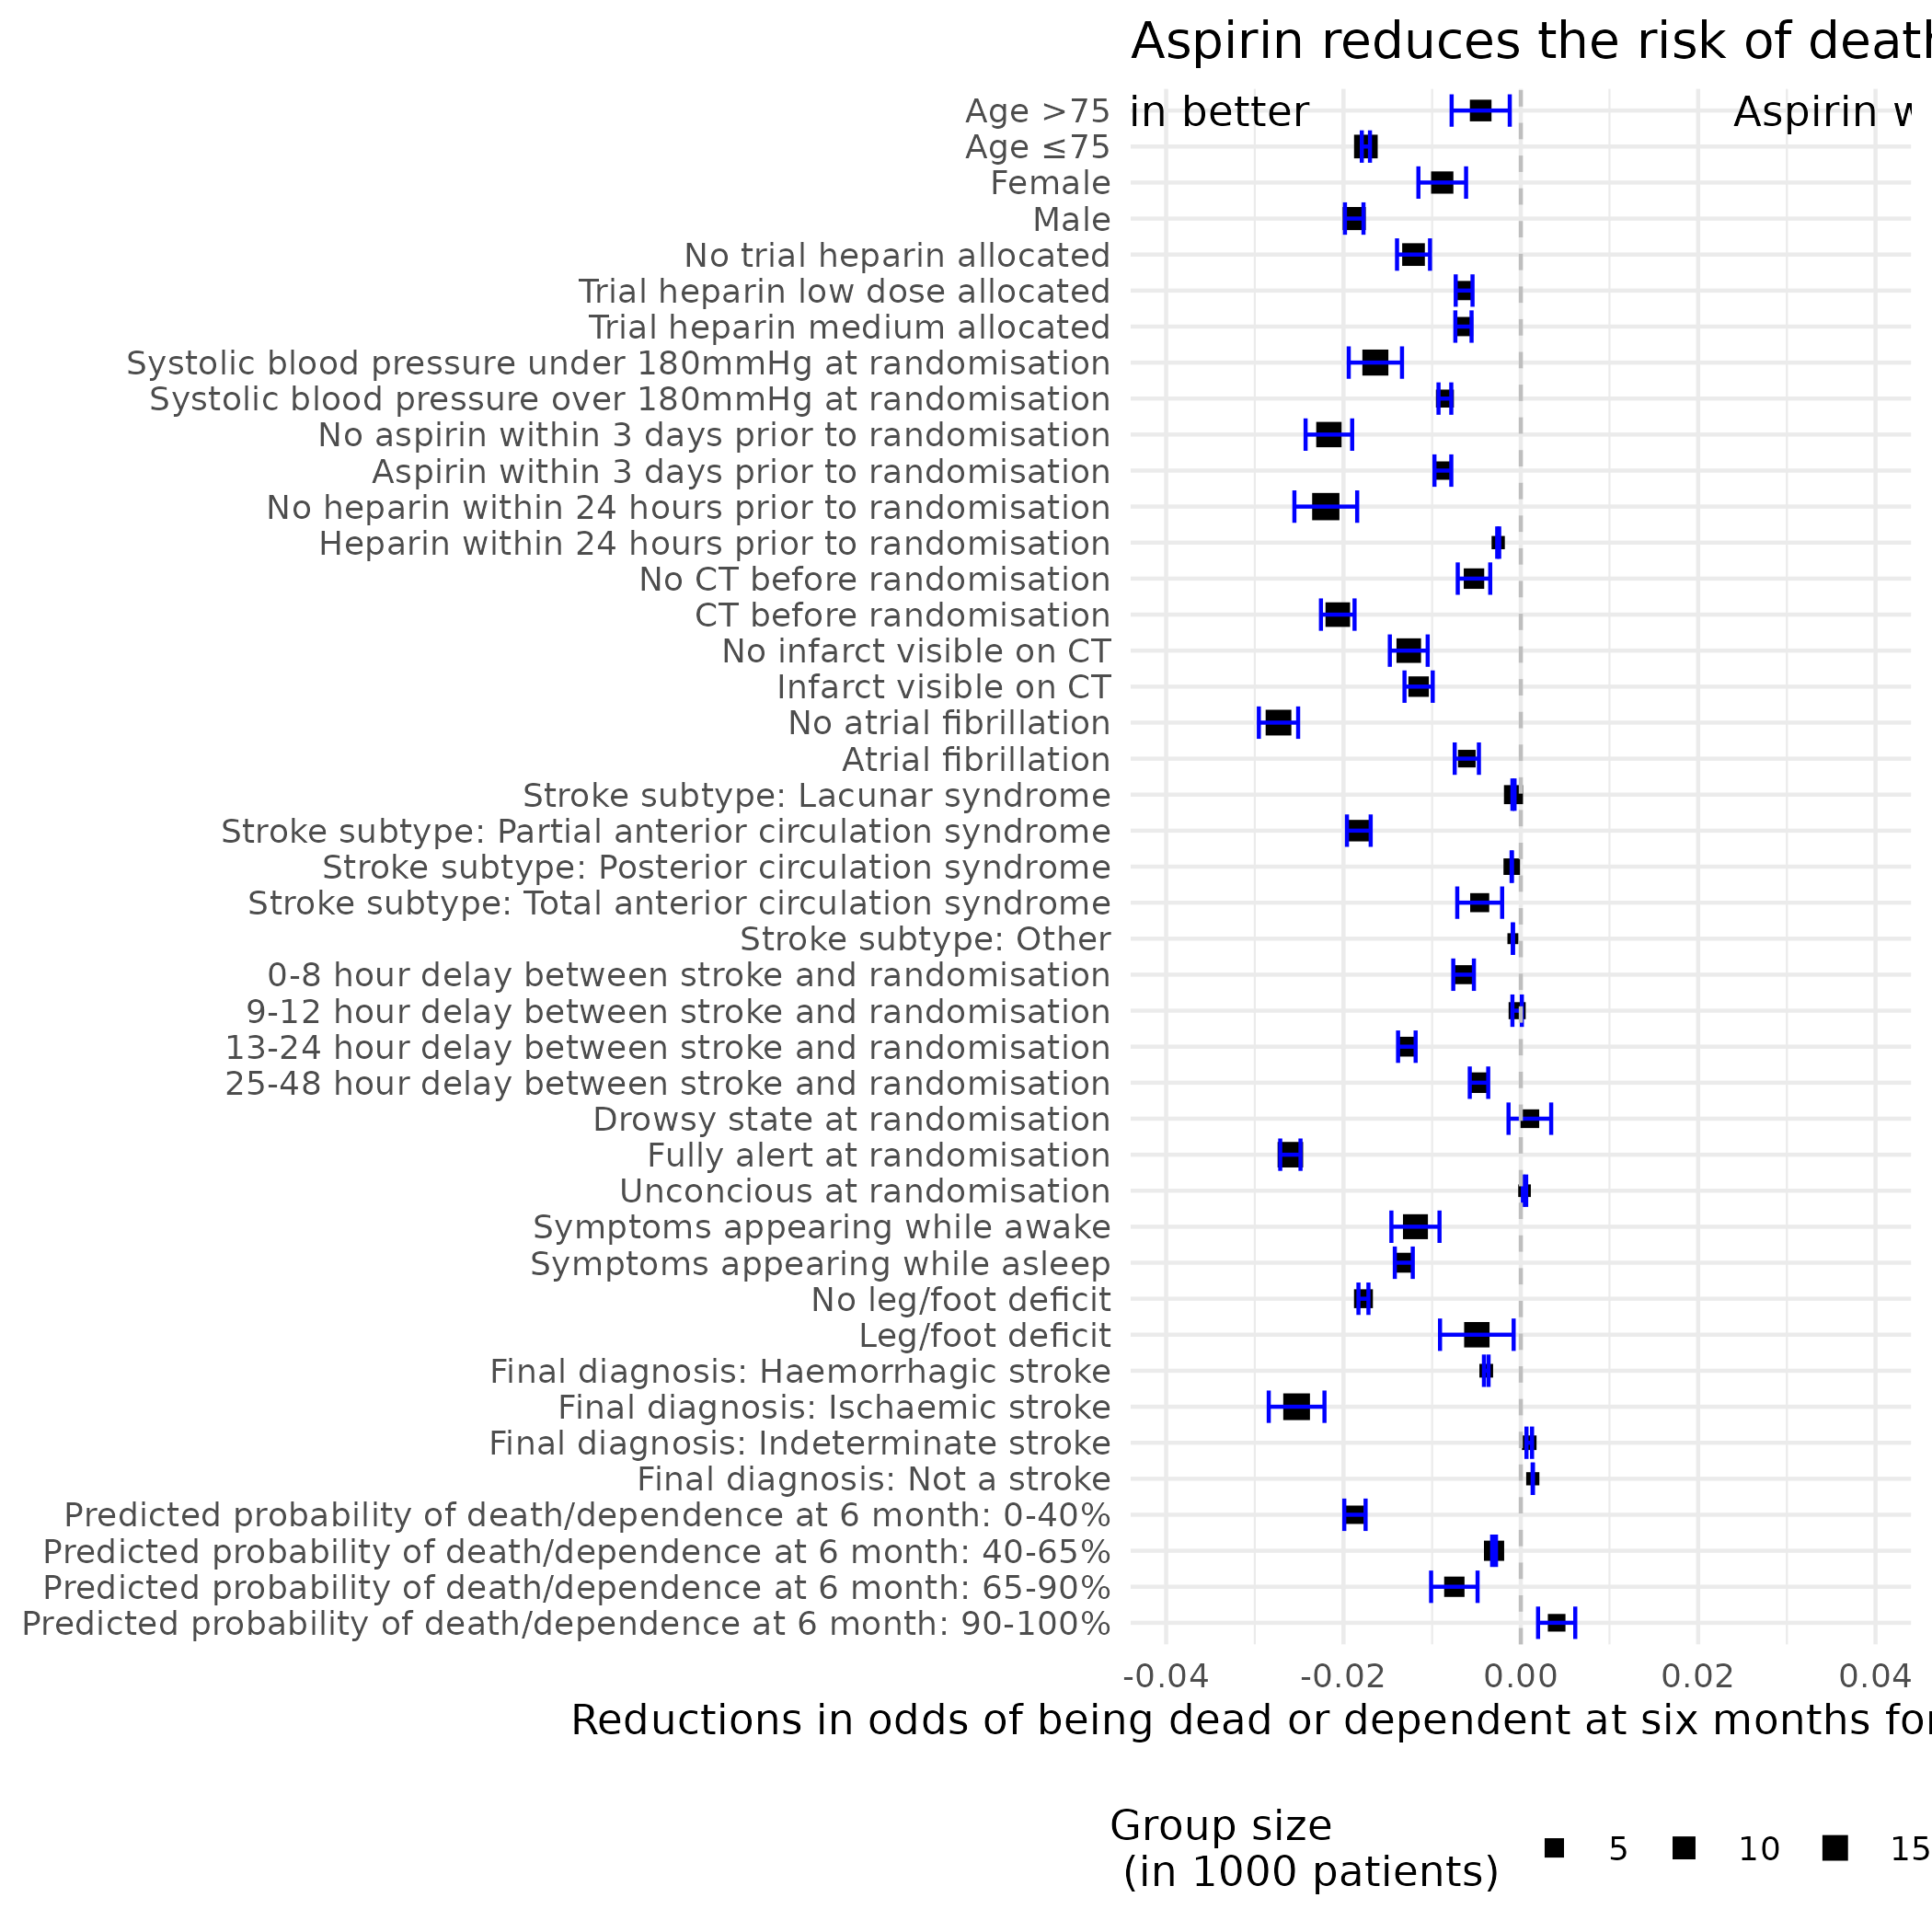 Aspirin reduces the risk of death
in better Aspirin w
Age >75
Age ≤75
Female
Male
No trial heparin allocated
Trial heparin low dose allocated
Trial heparin medium allocated
Systolic blood pressure under 180mmHg at randomisation
Systolic blood pressure over 180mmHg at randomisation
No aspirin within 3 days prior to randomisation
Aspirin within 3 days prior to randomisation
No heparin within 24 hours prior to randomisation
Heparin within 24 hours prior to randomisation
No CT before randomisation
CT before randomisation
No infarct visible on CT
Infarct visible on CT
No atrial fibrillation
Atrial fibrillation
Stroke subtype: Lacunar syndrome
Stroke subtype: Partial anterior circulation syndrome
Stroke subtype: Posterior circulation syndrome
Stroke subtype: Total anterior circulation syndrome
Stroke subtype: Other
0-8 hour delay between stroke and randomisation
9-12 hour delay between stroke and randomisation
13-24 hour delay between stroke and randomisation
25-48 hour delay between stroke and randomisation
Drowsy state at randomisation
Fully alert at randomisation
Unconcious at randomisation
Symptoms appearing while awake
Symptoms appearing while asleep
No leg/foot deficit
Leg/foot deficit
Final diagnosis: Haemorrhagic stroke
Final diagnosis: Ischaemic stroke
Final diagnosis: Indeterminate stroke
Final diagnosis: Not a stroke
Predicted probability of death/dependence at 6 month: 0-40%
Predicted probability of death/dependence at 6 month: 40-65%
Predicted probability of death/dependence at 6 month: 65-90%
Predicted probability of death/dependence at 6 month: 90-100%
-0.04 -0.02 0.00 0.02 0.04
Reductions in odds of being dead or dependent at six months for
Group size
(in 1000 patients)
5 10 15